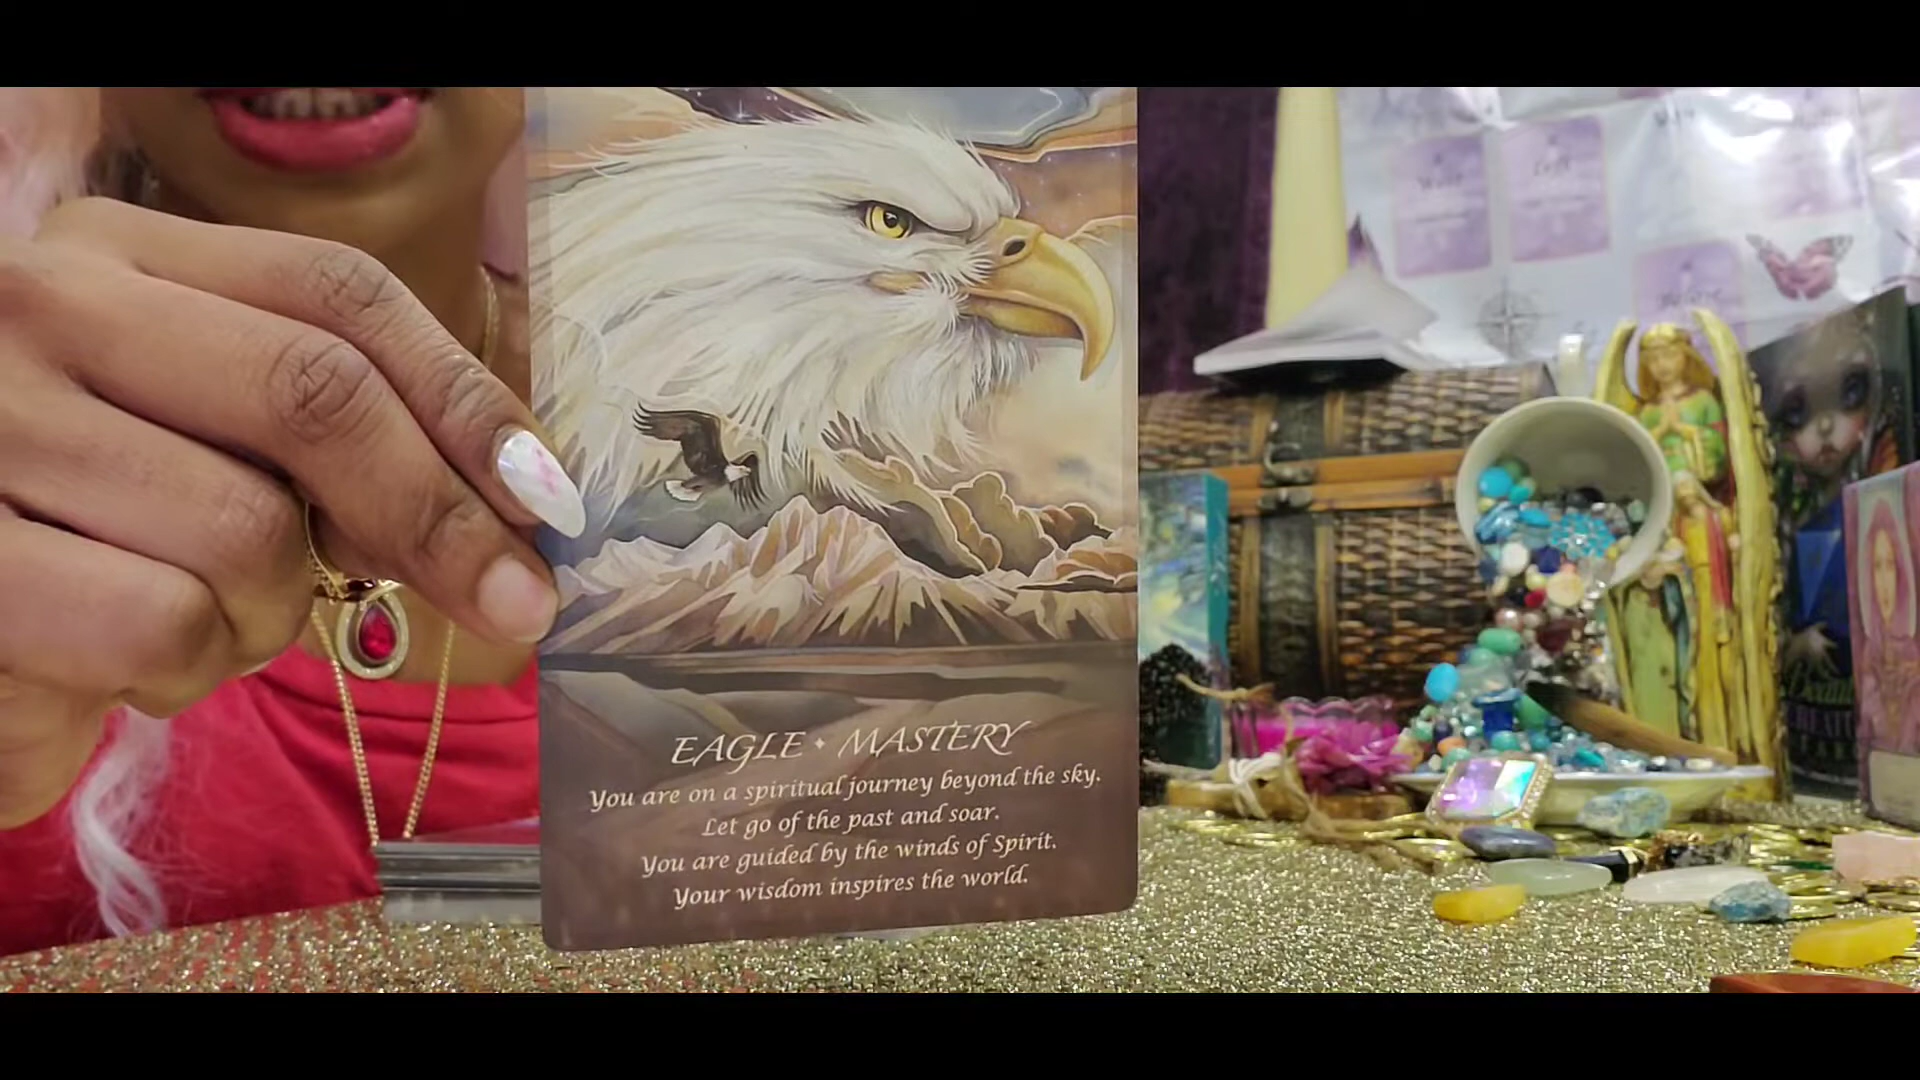 EAGLE ✦ MASTERY
You are on a spiritual journey beyond the sky.
Let go of the past and soar.
You are guided by the winds of Spirit.
Your wisdom inspires the world.